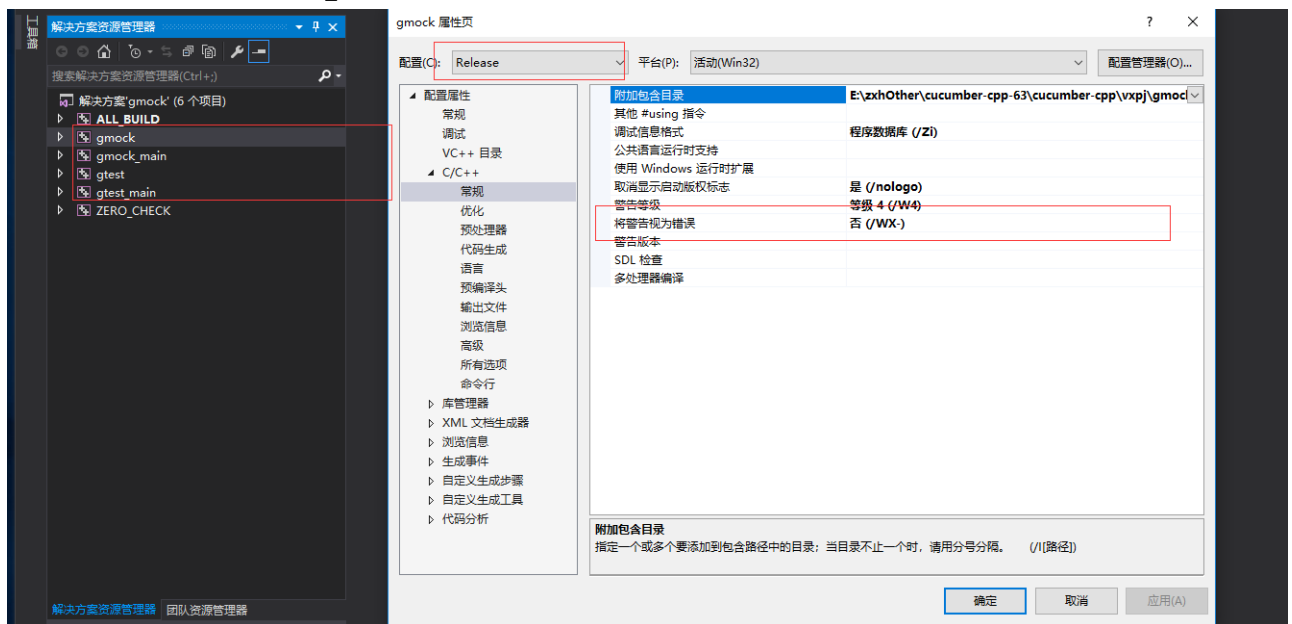 工具箱
解决方案资源管理器
搜索解决方案资源管理器(Ctrl+;)
解决方案'gmock' (6 个项目)
ALL_BUILD
gmock
gmock_main
gtest
gtest_main
ZERO_CHECK
解决方案资源管理器 团队资源管理器
gmock 属性页 ? ×
配置(C): Release 平台(P): 活动(Win32) 配置管理器(O)...
配置属性
常规
调试
VC++ 目录
C/C++
常规
优化
预处理器
代码生成
语言
预编译头
输出文件
浏览信息
高级
所有选项
命令行
库管理器
XML 文档生成器
浏览信息
生成事件
自定义生成步骤
自定义生成工具
代码分析
附加包含目录 E:\zxhOther\cucumber-cpp-63\cucumber-cpp\vxpj\gmocl
其他 #using 指令
调试信息格式 程序数据库 (/Zi)
公共语言运行时支持
使用 Windows 运行时扩展
取消显示启动版权标志 是 (/nologo)
警告等级 等级 4 (/W4)
将警告视为错误 否 (/WX-)
警告版本
SDL 检查
多处理器编译
附加包含目录
指定一个或多个要添加到包含路径中的目录；当目录不止一个时，请用分号分隔。 (/I[路径])
确定 取消 应用(A)